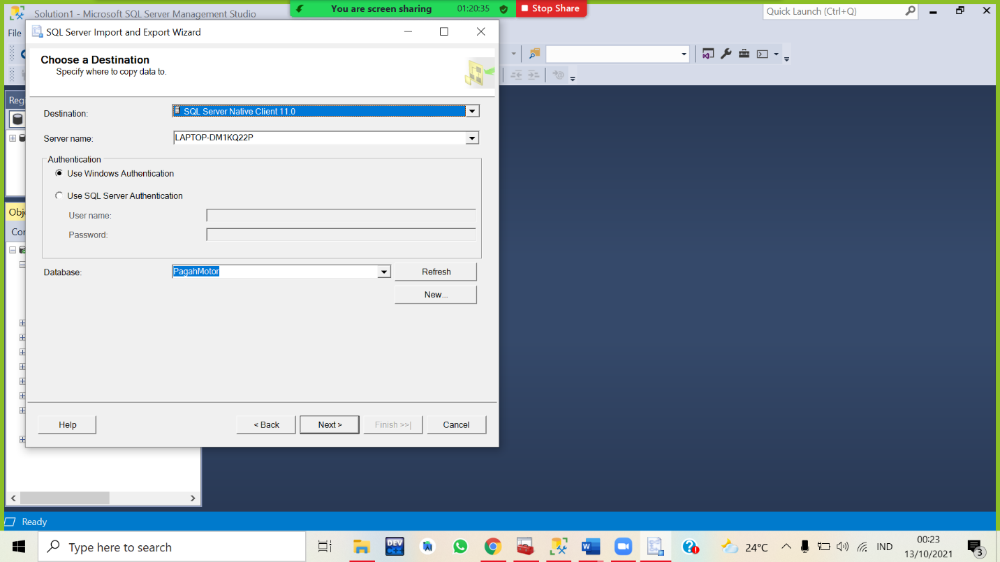 Solution1 - Microsoft SQL Server Management Studio
You are screen sharing 01:20:35 Stop Share
Quick Launch (Ctrl+Q)
File
SQL Server Import and Export Wizard
Choose a Destination
Specify where to copy data to.
Reg
Destination: SQL Server Native Client 11.0
Server name: LAPTOP-DM1KQ22P
Authentication
Use Windows Authentication
Use SQL Server Authentication
User name:
Password:
Obje
Con
Database: PagahMotor Refresh
New...
Help < Back Next > Finish >>| Cancel
Ready
Type here to search
DEV C++
24°C
IND
00:23
13/10/2021
3